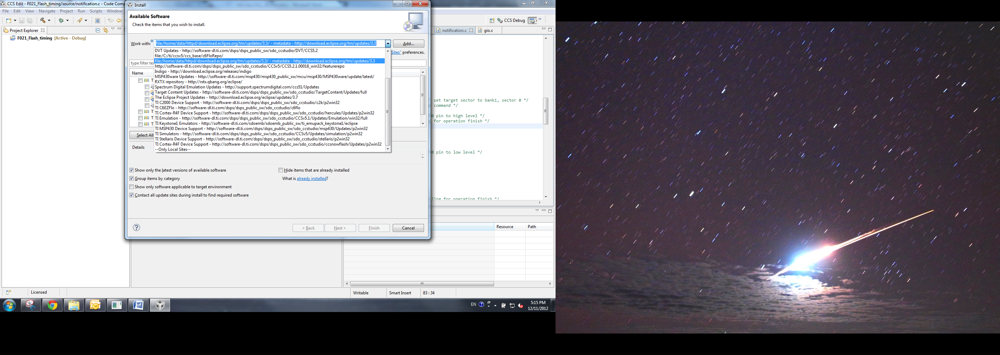 CCS Edit - F021_Flash_timing/source/notification.c - Code Comp
File Edit View Navigate Project Run Scripts Window
CCS Debug
Project Explorer
F021_Flash_timing [Active - Debug]
notification.c
gio.c
Install
Available Software
Check the items that you wish to install.
Work with:
file:/home/data/httpd/download.eclipse.org/tm/updates/3.3/ - metadata - http://download.eclipse.org/tm/updates/3.3
Add...
Sites" preferences.
DVT Updates - http://software-dl.ti.com/dsps/dsps_public_sw/sdo_ccstudio/DVT/CCS5.2
file:/C:/ti/ccsv5/ccs_base/c6FloRepo/
file:/home/data/httpd/download.eclipse.org/tm/updates/3.3/ - metadata - http://download.eclipse.org/tm/updates/3.3
http://software-dl.ti.com/dsps/dsps_public_sw/sdo_ccstudio/CCSv5/CCS5.2.1.00018_win32/featurerepo
Indigo - http://download.eclipse.org/releases/indigo
MSP430ware Updates - http://software-dl.ti.com/msp430/msp430_public_sw/mcu/msp430/MSP430ware/update/latest/
RXTX repository - http://rxtx.qbang.org/eclipse/
Spectrum Digital Emulation Updates - http://support.spectrumdigital.com/ccs51/Updates
Target Content Updates - http://software-dl.ti.com/dsps/dsps_public_sw/sdo_ccstudio/TargetContent/Updates/full
The Eclipse Project Updates - http://download.eclipse.org/eclipse/updates/3.7
TI C2000 Device Support - http://software-dl.ti.com/dsps/dsps_public_sw/sdo_ccstudio/c2k/p2win32
TI C6EZFlo - http://software-dl.ti.com/dsps/dsps_public_sw/sdo_ccstudio/c6flo
TI Cortex-R4F Device Support - http://software-dl.ti.com/dsps/dsps_public_sw/sdo_ccstudio/hercules/Updates/p2win32
TI Emulation - http://software-dl.ti.com/dsps/dsps_public_sw/sdo_ccstudio/CCSv5.1/Updates/Emulation/win32/full
TI Keystone1 Emulators - http://software-dl.ti.com/sdoemb/sdoemb_public_sw/ti_emupack_keystone1/eclipse
TI MSP430 Device Support - http://software-dl.ti.com/dsps/dsps_public_sw/sdo_ccstudio/msp430/Updates/p2win32
TI Simulators - http://software-dl.ti.com/dsps/dsps_public_sw/sdo_ccstudio/CCSv5/Updates/simulation/p2win32
TI Stellaris Device Support - http://software-dl.ti.com/dsps/dsps_public_sw/sdo_ccstudio/stellaris/p2win32
TI Cortex-R4F Device Support - http://software-dl.ti.com/dsps/dsps_public_sw/sdo_ccstudio/ccsnowflash/Updates/p2win32
--Only Local Sites--
type filter tex
Name
T
T
T
T
Select All
Details
Show only the latest versions of available software
Hide items that are already installed
Group items by category
What is already installed?
Show only software applicable to target environment
Contact all update sites during install to find required software
< Back
Next >
Finish
Cancel
set target sector to bank1, sector 0 */
command */
0 pin to high level */
for operation finish */
0 pin to low level */
ling for operation finish */
Resource
Path
Licensed
Writable
Smart Insert
83 : 34
EN
5:15 PM
12/11/2012